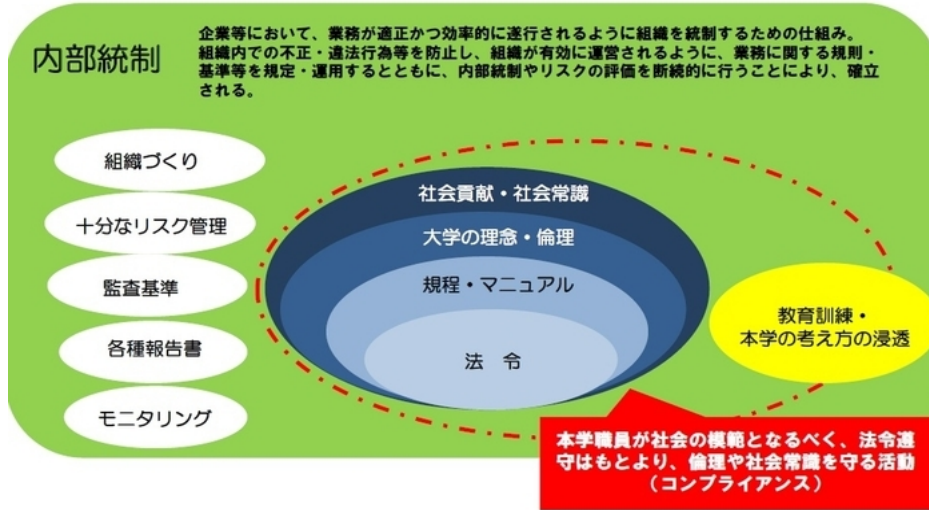 内部統制
企業等において、業務が適正かつ効率的に遂行されるように組織を統制するための仕組み。
組織内での不正・違法行為等を防止し、組織が有効に運営されるように、業務に関する規則・
基準等を規定・運用するとともに、内部統制やリスクの評価を断続的に行うことにより、確立
される。
組織づくり
十分なリスク管理
監査基準
各種報告書
モニタリング
社会貢献・社会常識
大学の理念・倫理
規程・マニュアル
法　令
教育訓練・
本学の考え方の浸透
本学職員が社会の模範となるべく、法令遵
守はもとより、倫理や社会常識を守る活動
（コンプライアンス）